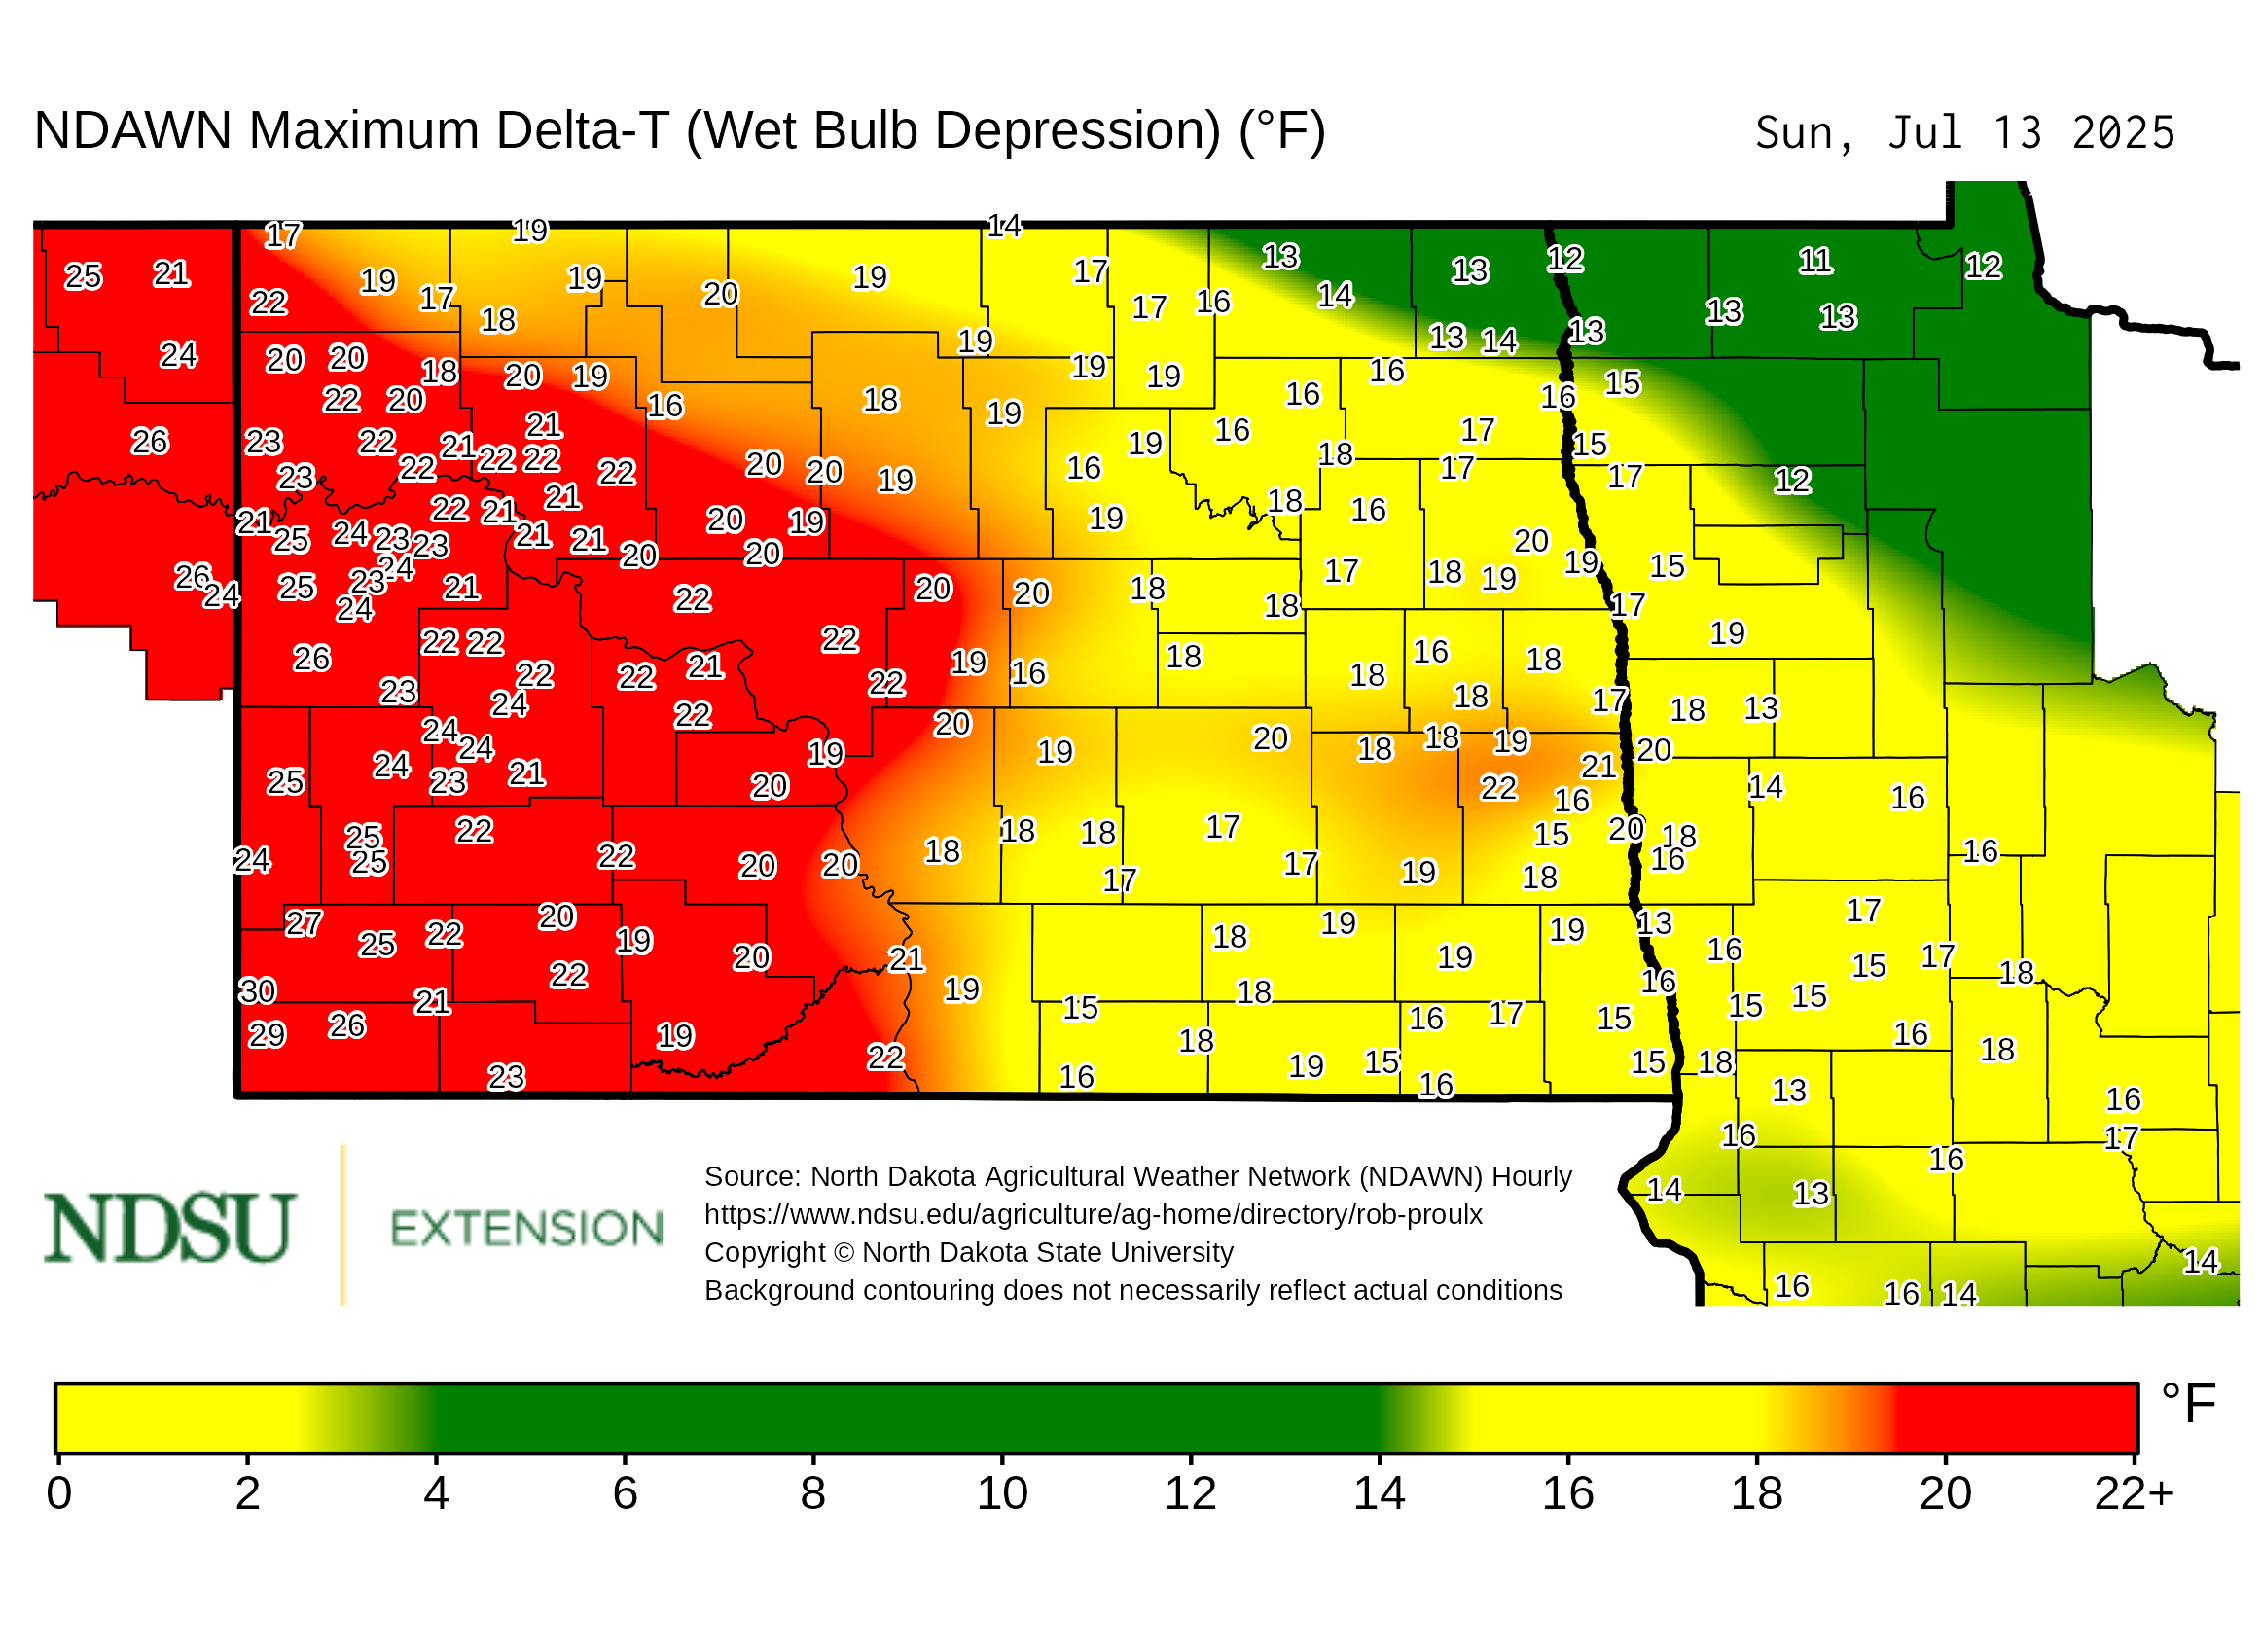 NDAWN Maximum Delta-T (Wet Bulb Depression) (°F)
Sun, Jul 13 2025
17 19 14
25 21 19 19 19 17 13 13 12 11 12
22 17 20 17 16 14 13 13
18 19 13 14 13
24 20 20 18 20 19 19 19 16 15
22 20 16 18 19 16 16
26 23 22 21 21 19 16 17 15
22 22 22 22 20 20 19 16 18 17 17 12
23 21 18 16
21 22 21 20 19 19
25 24 23 23 21 21 20 20 20 19 15
26 24 25 23 24 21 22 20 20 18 17 18 19
24 18 17
26 22 22 22 16 18 19
23 22 22 21 22 19 16 18 18 18
24 22 20 18 17 18 13
24 24 19 19 20 18 18 19 20
25 24 23 21 20 22 21 14 16
25 22 18 18 18 17 16 15 20 18
24 25 22 20 20 17 17 19 18 16 16
27 25 22 20 19 20 21 18 19 19 13 17
22 19 19 16 15 17 18
30 21 19 15 18 16 17 16 15 15 15
29 26 19 22 18 19 15 15 18 16 18
23 16 16 13 16
16 17
14 13 16
14
16 16 14
NDSU
EXTENSION
Source: North Dakota Agricultural Weather Network (NDAWN) Hourly
https://www.ndsu.edu/agriculture/ag-home/directory/rob-proulx
Copyright © North Dakota State University
Background contouring does not necessarily reflect actual conditions
°F
0 2 4 6 8 10 12 14 16 18 20 22+